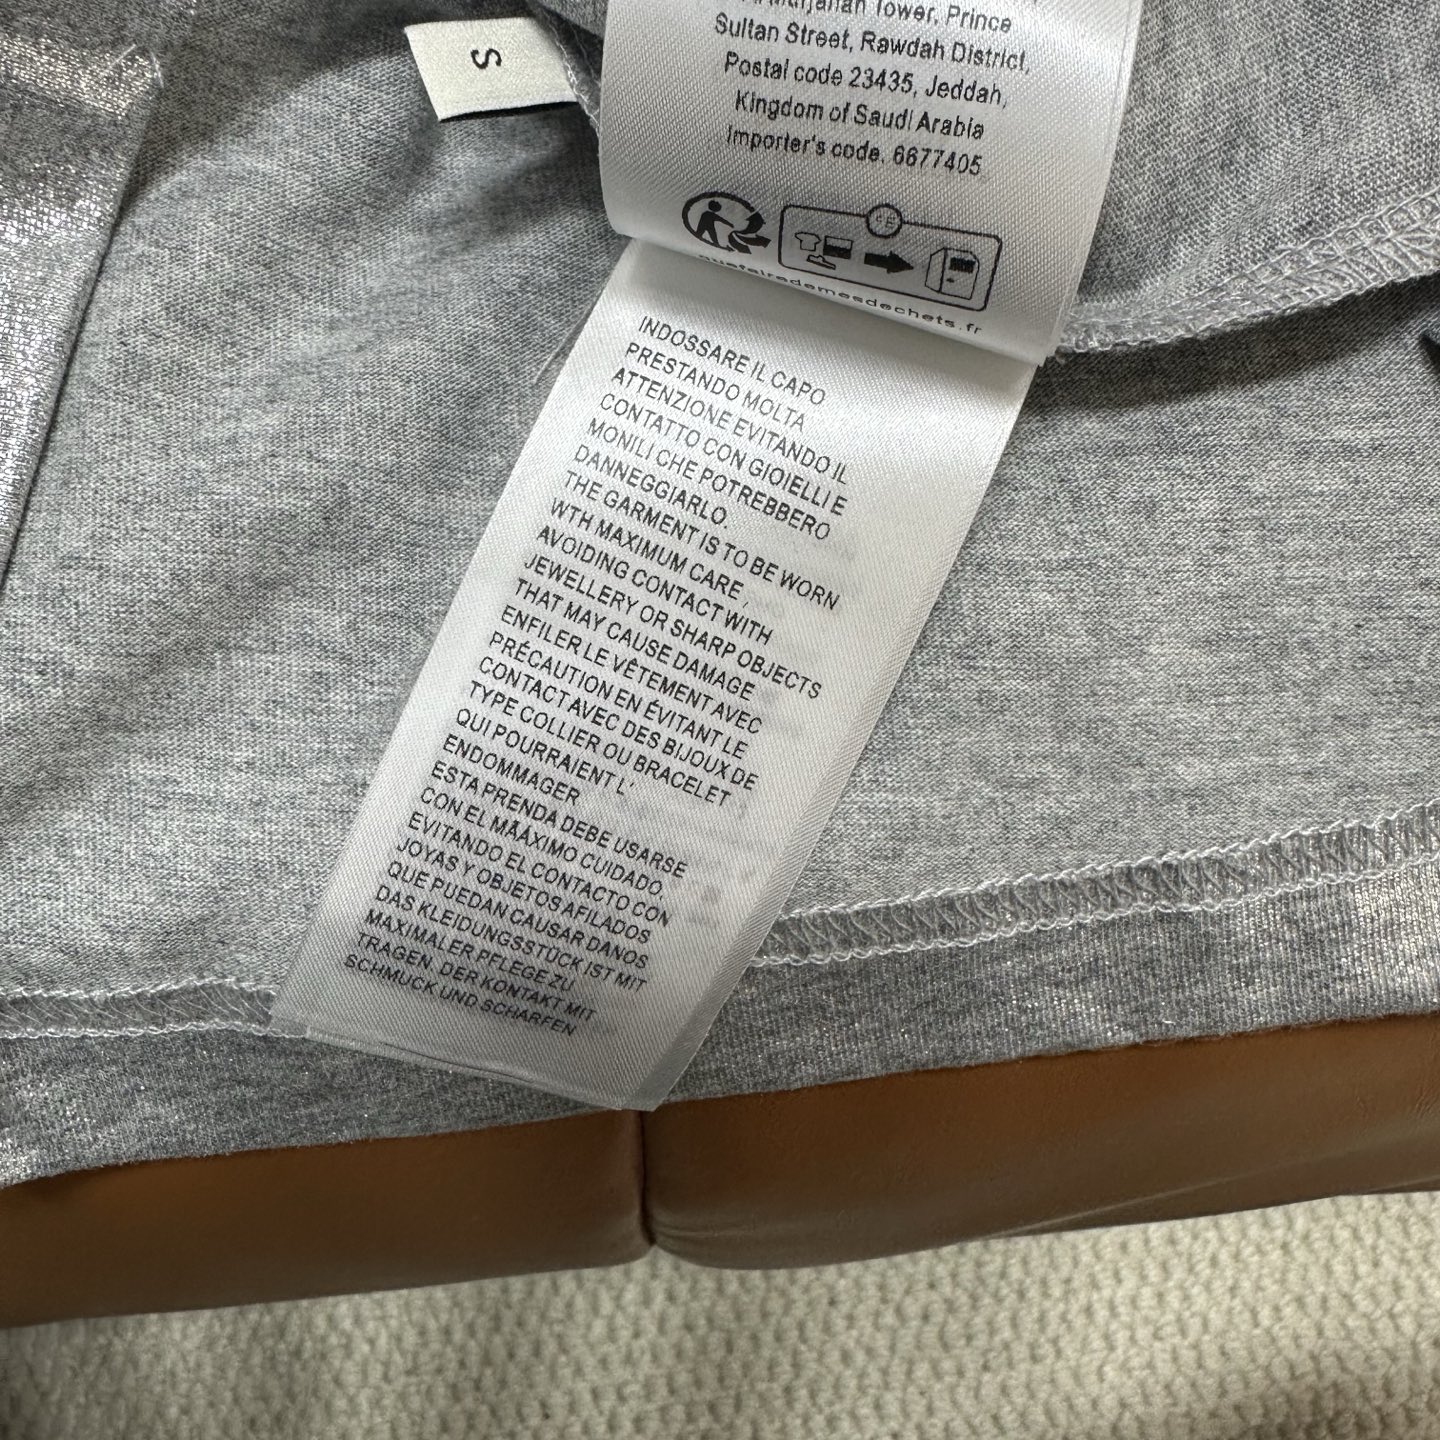 S
Tower, Prince
Sultan Street, Rawdah District,
Postal code 23435, Jeddah,
Kingdom of Saudi Arabia
Importer's code. 6677405
quefairedemesdechets.fr
INDOSSARE IL CAPO
PRESTANDO MOLTA
ATTENZIONE EVITANDO IL
CONTATTO CON GIOIELLI E
MONILI CHE POTREBBERO
DANNEGGIARLO.
THE GARMENT IS TO BE WORN
WTH MAXIMUM CARE,
AVOIDING CONTACT WITH
JEWELLERY OR SHARP OBJECTS
THAT MAY CAUSE DAMAGE
ENFILER LE VÊTEMENT AVEC
PRÉCAUTION EN ÉVITANT LE
CONTACT AVEC DES BIJOUX DE
TYPE COLLIER OU BRACELET
QUI POURRAIENT L'
ENDOMMAGER
ESTA PRENDA DEBE USARSE
CON EL MÅÁXIMO CUIDADO
EVITANDO EL CONTACTO CON
JOYAS Y OBJETOS AFILADOS
QUE PUEDAN CAUSAR DANOS
DAS KLEIDUNGSSTÜCK IST MIT
MAXIMALER PFLEGE ZU
TRAGEN. DER KONTAKT MIT
SCHMUCK UND SCHARFEN